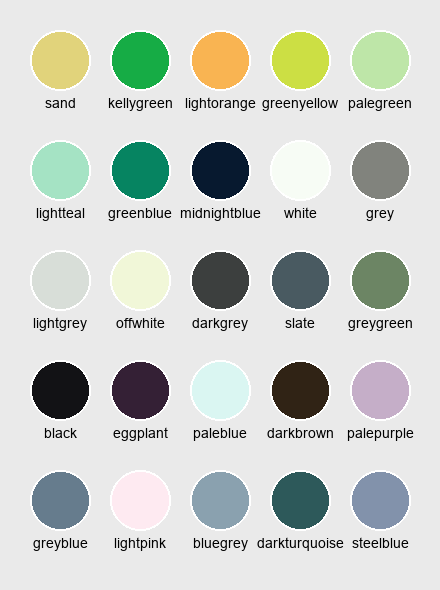 sand kellygreen lightorange greenyellow palegreen
lightteal greenblue midnightblue white grey
lightgrey offwhite darkgrey slate greygreen
black eggplant paleblue darkbrown palepurple
greyblue lightpink bluegrey darkturquoise steelblue